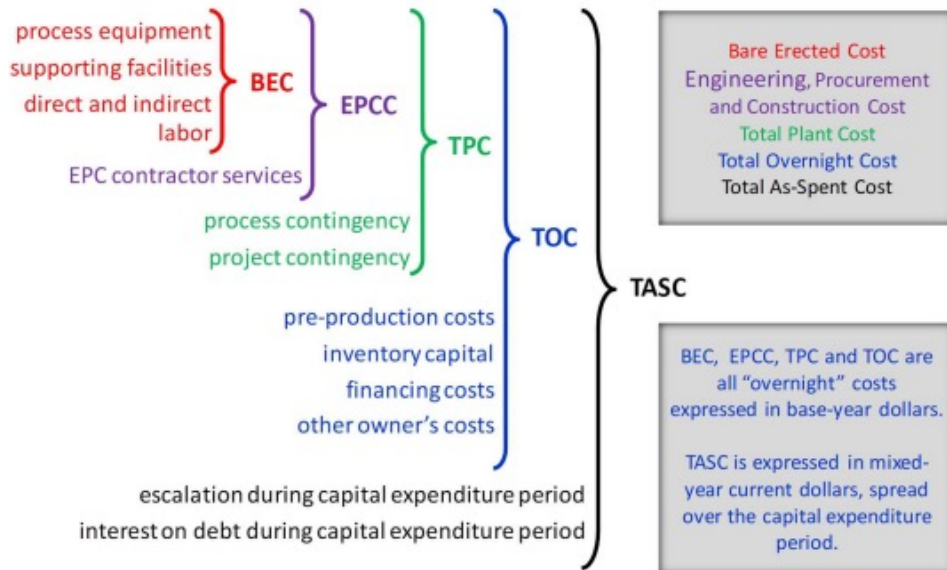 process equipment
supporting facilities
direct and indirect
labor
BEC
EPC contractor services
EPCC
process contingency
project contingency
TPC
pre-production costs
inventory capital
financing costs
other owner's costs
TOC
escalation during capital expenditure period
interest on debt during capital expenditure period
TASC
Bare Erected Cost
Engineering, Procurement
and Construction Cost
Total Plant Cost
Total Overnight Cost
Total As-Spent Cost
BEC, EPCC, TPC and TOC are
all “overnight” costs
expressed in base-year dollars.
TASC is expressed in mixed-
year current dollars, spread
over the capital expenditure
period.